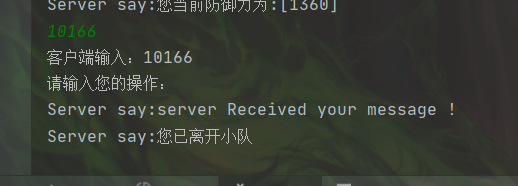 Server say:您当前防御力为:[1360]
10166
客户端输入：10166
请输入您的操作：
Server say:server Received your message !
Server say:您已离开小队